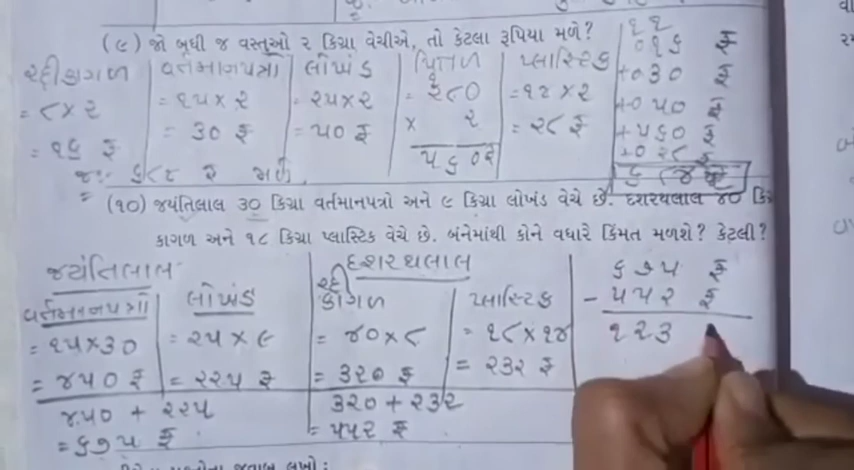 (૯) જો બધી જ વસ્તુઓ ૨ કિગ્રા વેચીએ, તો કેટલા રૂપિયા મળે?
રદ્દીકાગળ
= ૮ × ૨
= ૧૬ ₹
વર્તમાનપત્રો
= ૧૫ × ૨
= ૩૦ ₹
લોખંડ
= ૨૫ × ૨
= ૫૦ ₹
પિત્તળ
= ૨૮૦
× ૨
૫૬૦ ₹
પ્લાસ્ટિક
= ૧૪ × ૨
= ૨૮ ₹
૧૧
૦૧૬ ₹
+૦૩૦ ₹
+૦૫૦ ₹
+૫૬૦ ₹
+૦૨૮ ₹
૬૮૪ ₹
જઃ ૬૮૪ ₹ મળે.
(૧૦) જયંતિલાલ ૩૦ કિગ્રા વર્તમાનપત્રો અને ૯ કિગ્રા લોખંડ વેચે છે. દશરથલાલ ૪૦ કિગ્રા
કાગળ અને ૧૮ કિગ્રા પ્લાસ્ટિક વેચે છે. બંનેમાંથી કોને વધારે કિંમત મળશે? કેટલી?
જયંતિલાલ
વર્તમાનપત્રો
= ૧૫ × ૩૦
= ૪૫૦ ₹
લોખંડ
= ૨૫ × ૯
= ૨૨૫ ₹
૪૫૦ + ૨૨૫
= ૬૭૫ ₹
દશરથલાલ
રદ્દી
કાગળ
= ૪૦ × ૮
= ૩૨૦ ₹
પ્લાસ્ટિક
= ૧૮ × ૧૪
= ૨૩૨ ₹
૩૨૦ + ૨૩૨
= ૫૫૨ ₹
૬૭૫ ₹
- ૫૫૨ ₹
૧૨૩